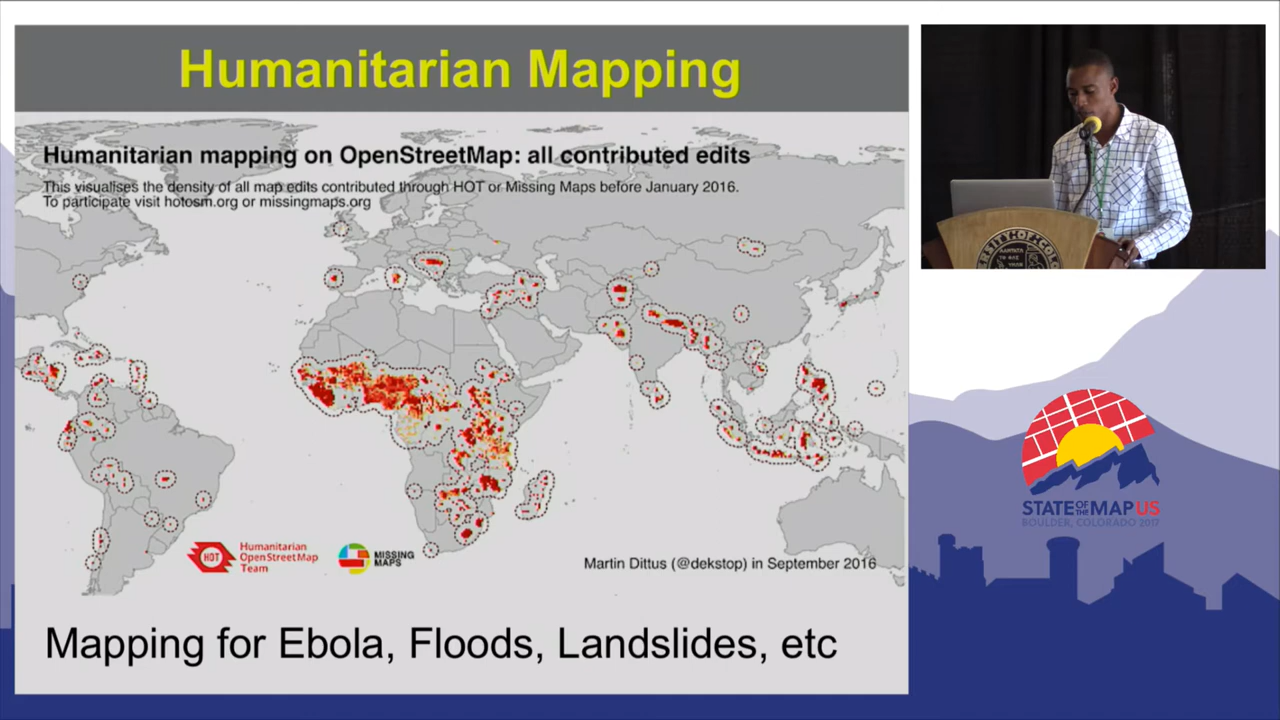 Humanitarian Mapping
Humanitarian mapping on OpenStreetMap: all contributed edits
This visualises the density of all map edits contributed through HOT or Missing Maps before January 2016.
To participate visit hotosm.org or missingmaps.org
HOT
Humanitarian
OpenStreetMap
Team
MISSING
MAPS
Martin Dittus (@dekstop) in September 2016
Mapping for Ebola, Floods, Landslides, etc
STATE OF THE MAP US
BOULDER, COLORADO 2017